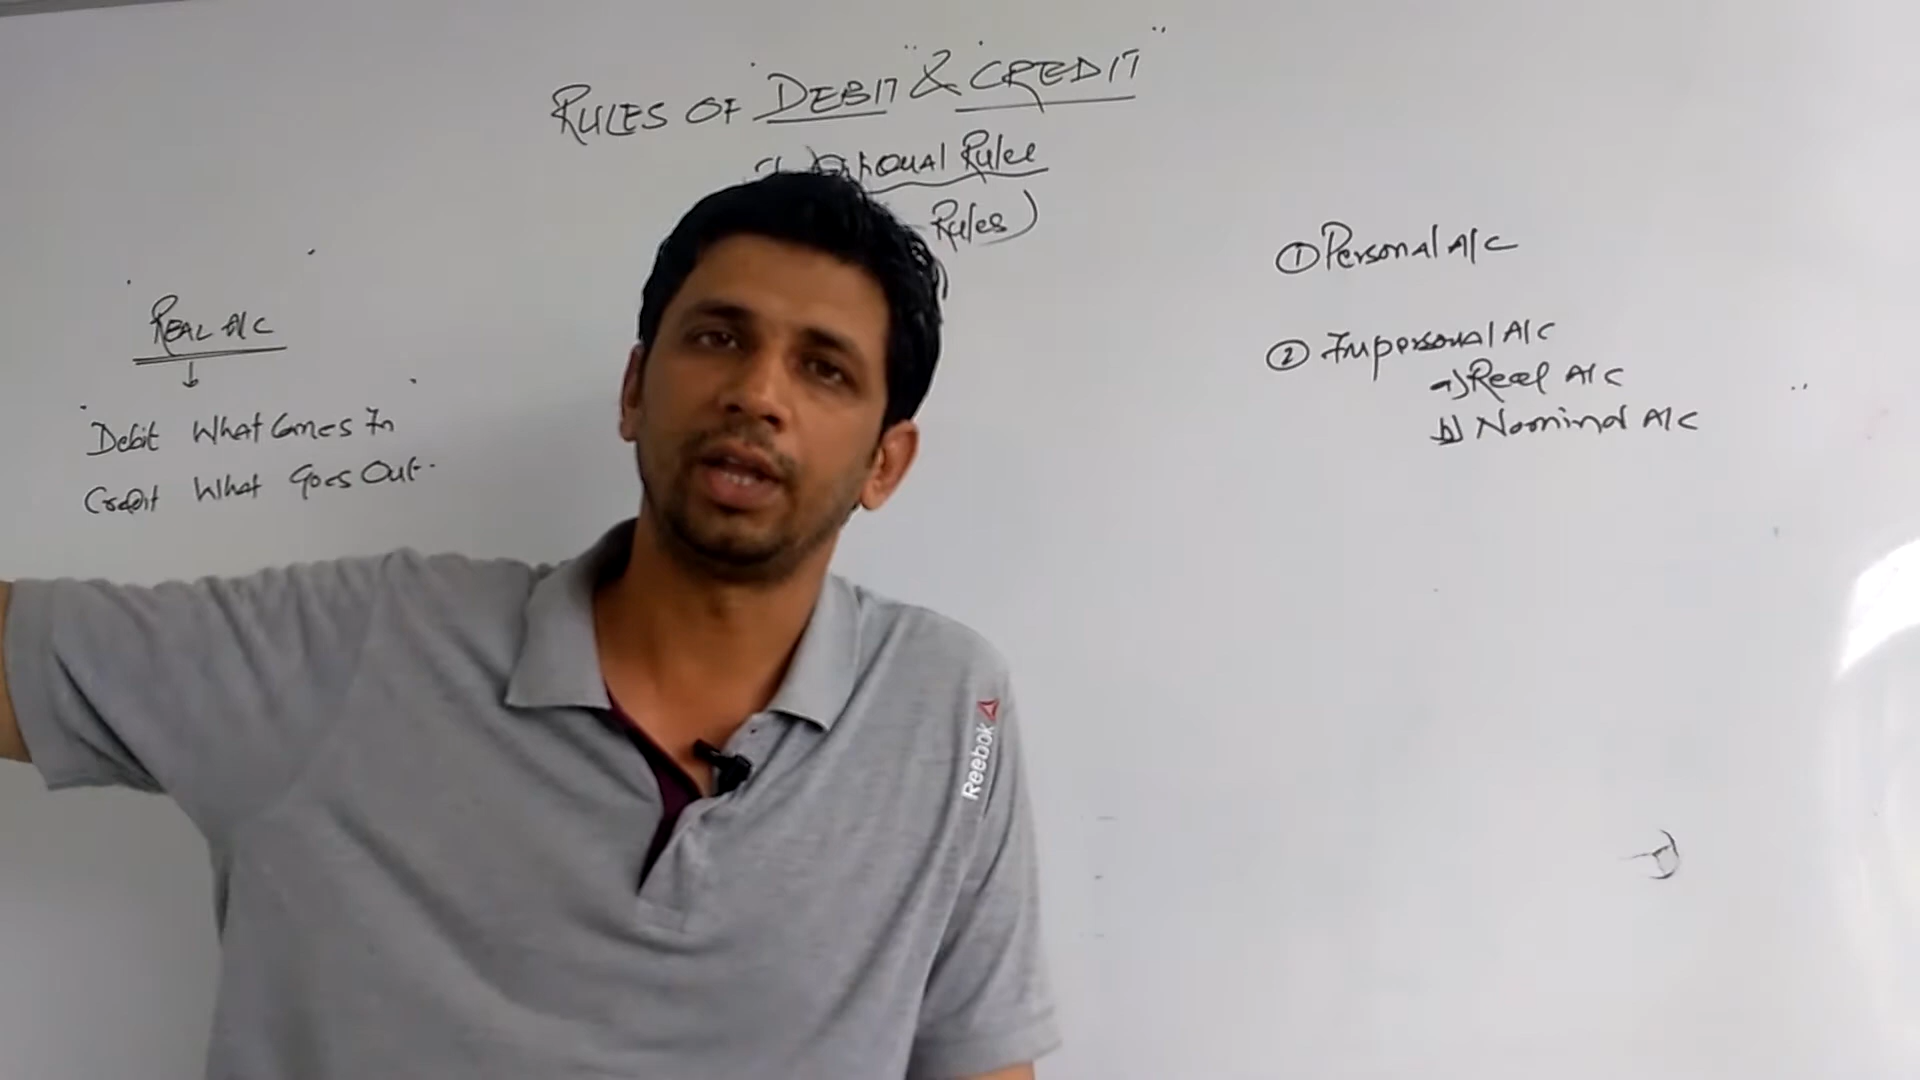 RULES OF "DEBIT" & "CREDIT"
Rule
Rules)
REAL A/C
Debit What Comes In
Credit What Goes Out.
① Personal A/C
② Impersonal A/C
a) Real A/C
b) Nominal A/C
Reebok